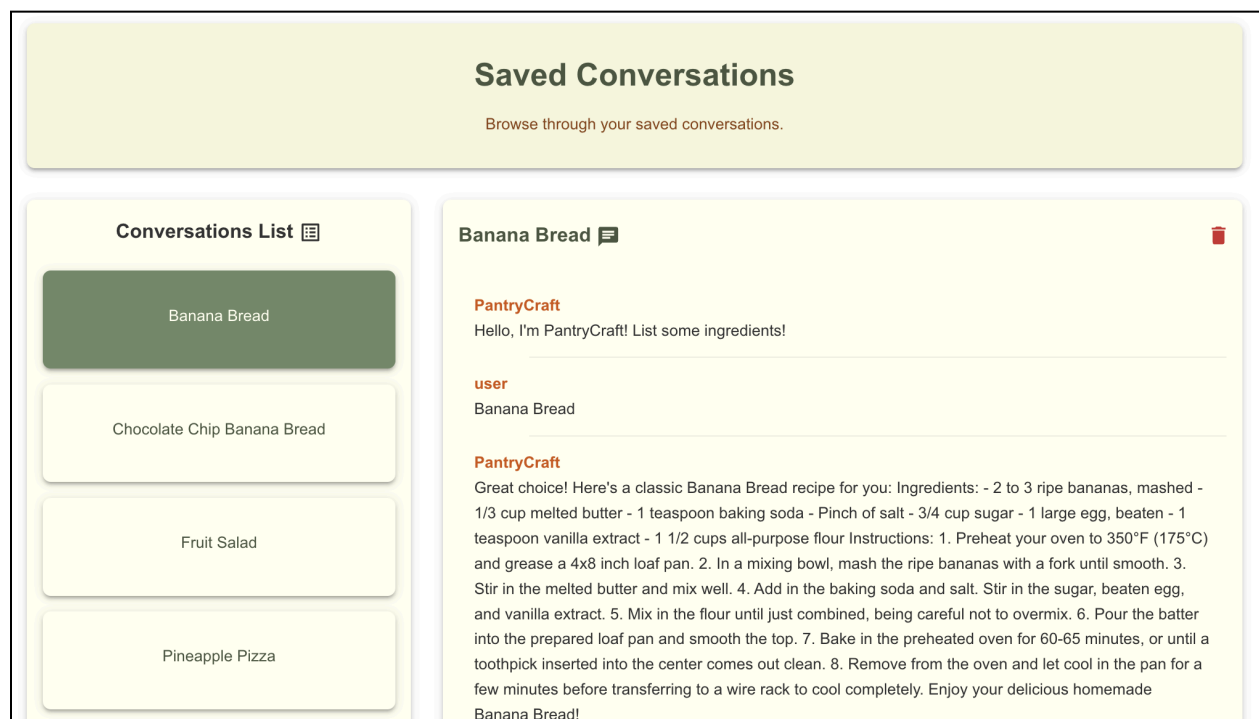 Saved Conversations
Browse through your saved conversations.
Conversations List
Banana Bread
Chocolate Chip Banana Bread
Fruit Salad
Pineapple Pizza
Banana Bread
PantryCraft
Hello, I'm PantryCraft! List some ingredients!
user
Banana Bread
PantryCraft
Great choice! Here's a classic Banana Bread recipe for you: Ingredients: - 2 to 3 ripe bananas, mashed -
1/3 cup melted butter - 1 teaspoon baking soda - Pinch of salt - 3/4 cup sugar - 1 large egg, beaten - 1
teaspoon vanilla extract - 1 1/2 cups all-purpose flour Instructions: 1. Preheat your oven to 350°F (175°C)
and grease a 4x8 inch loaf pan. 2. In a mixing bowl, mash the ripe bananas with a fork until smooth. 3.
Stir in the melted butter and mix well. 4. Add in the baking soda and salt. Stir in the sugar, beaten egg,
and vanilla extract. 5. Mix in the flour until just combined, being careful not to overmix. 6. Pour the batter
into the prepared loaf pan and smooth the top. 7. Bake in the preheated oven for 60-65 minutes, or until a
toothpick inserted into the center comes out clean. 8. Remove from the oven and let cool in the pan for a
few minutes before transferring to a wire rack to cool completely. Enjoy your delicious homemade
Banana Bread!